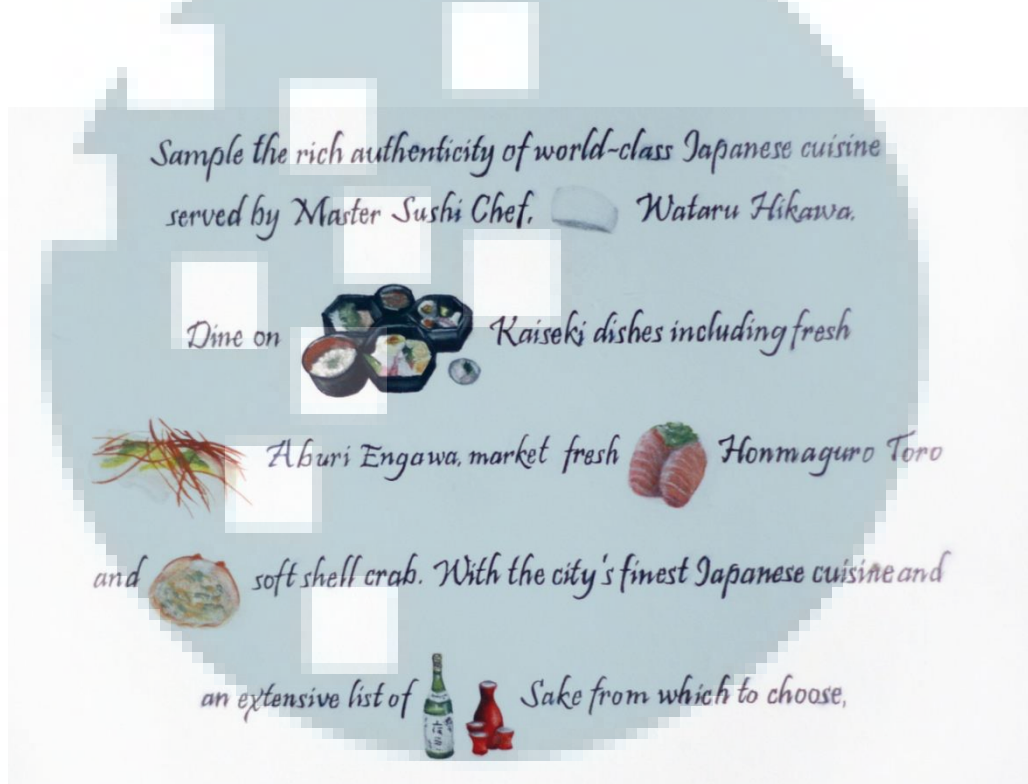 Sample the rich authenticity of world-class Japanese cuisine
served by Master Sushi Chef, Wataru Hikawa.
Dine on Kaiseki dishes including fresh
Aburi Engawa, market fresh Honmaguro Toro
and soft shell crab. With the city's finest Japanese cuisine and
an extensive list of Sake from which to choose,